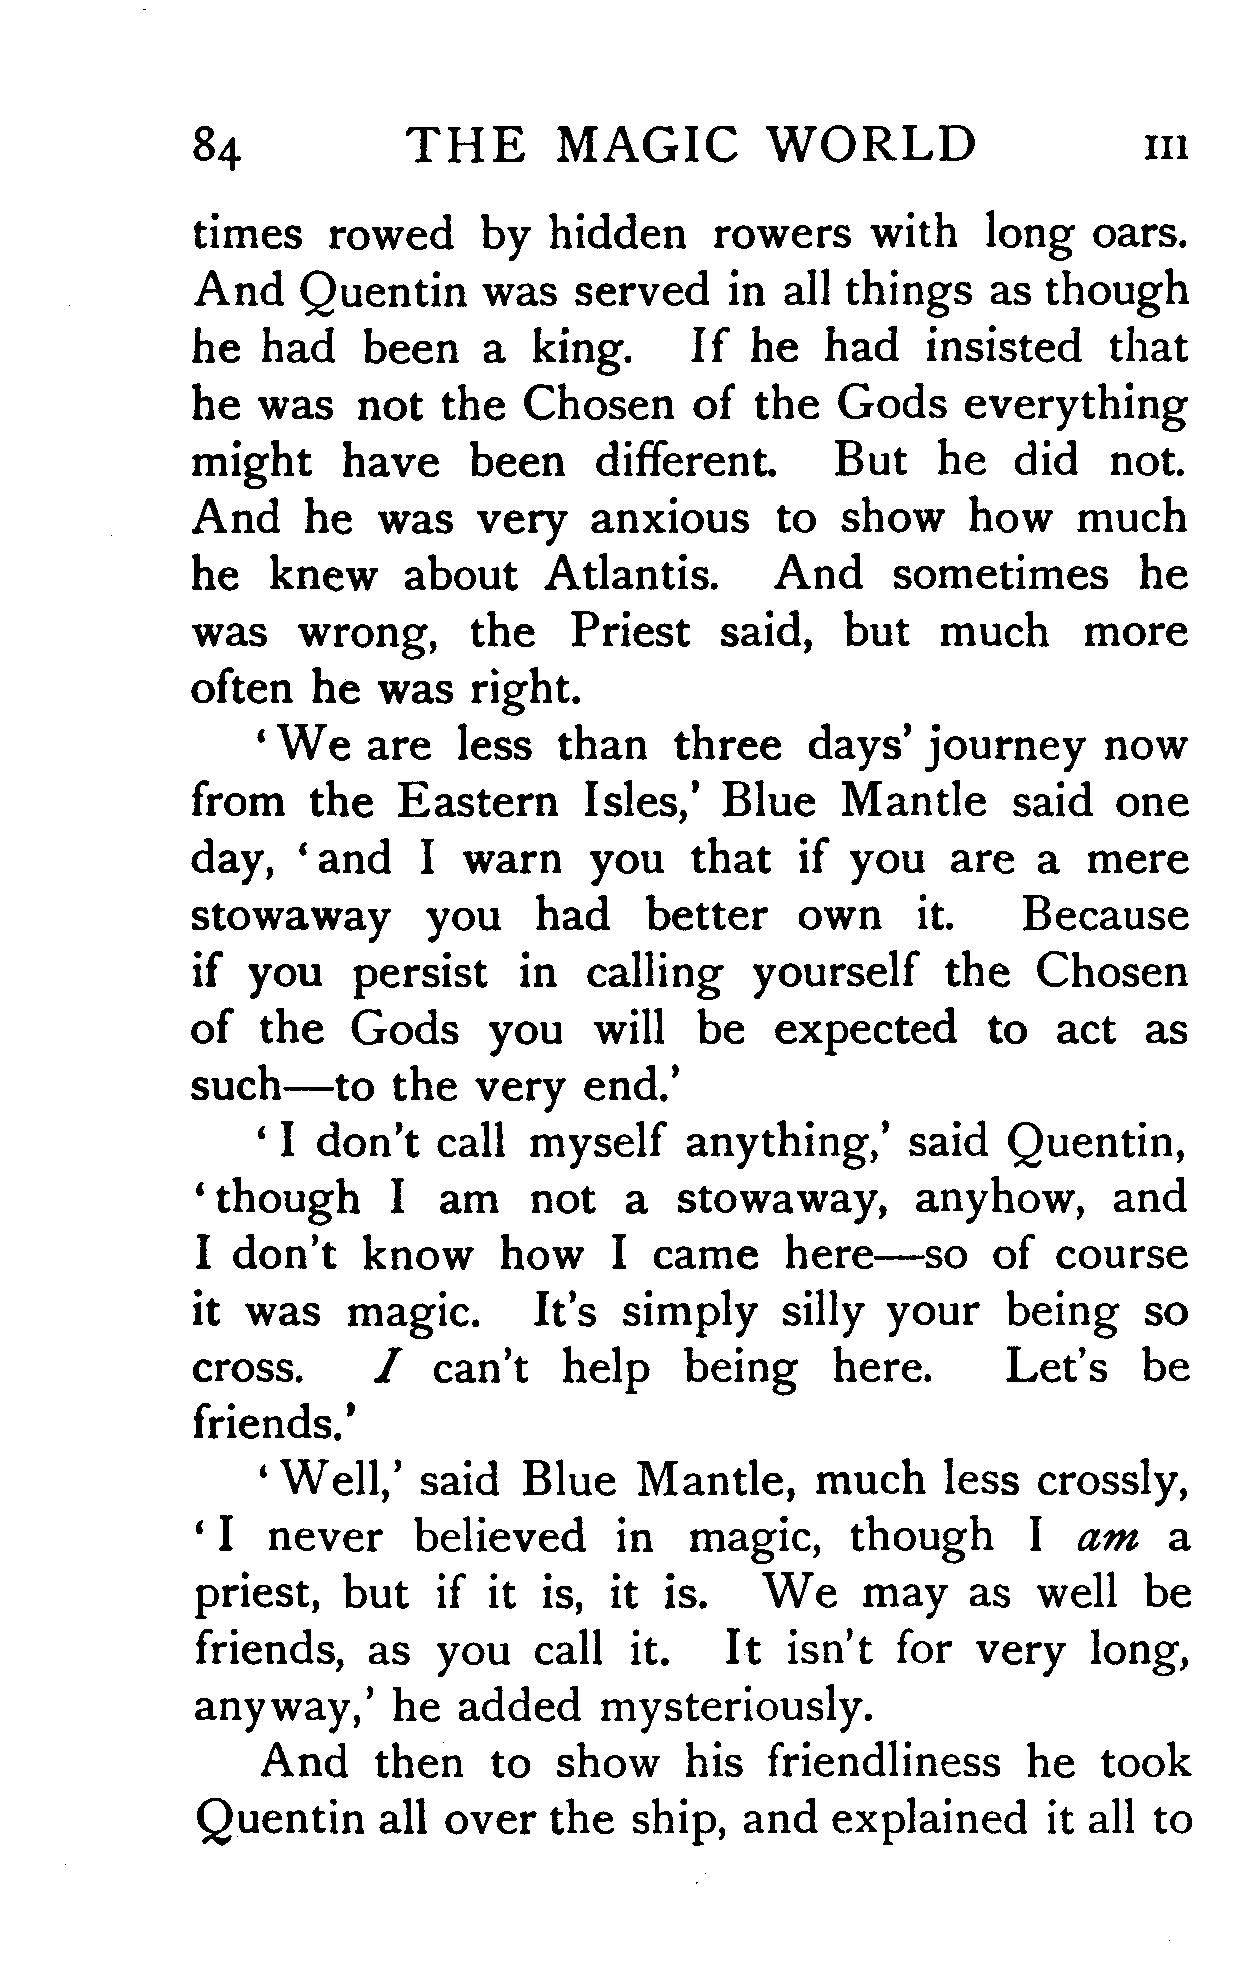 84 THE MAGIC WORLD III
times rowed by hidden rowers with long oars.
And Quentin was served in all things as though
he had been a king. If he had insisted that
he was not the Chosen of the Gods everything
might have been different. But he did not.
And he was very anxious to show how much
he knew about Atlantis. And sometimes he
was wrong, the Priest said, but much more
often he was right.
‘We are less than three days’ journey now
from the Eastern Isles,’ Blue Mantle said one
day, ‘and I warn you that if you are a mere
stowaway you had better own it. Because
if you persist in calling yourself the Chosen
of the Gods you will be expected to act as
such—to the very end.’
‘I don’t call myself anything,’ said Quentin,
‘though I am not a stowaway, anyhow, and
I don’t know how I came here—so of course
it was magic. It’s simply silly your being so
cross. I can’t help being here. Let’s be
friends.’
‘Well,’ said Blue Mantle, much less crossly,
‘I never believed in magic, though I am a
priest, but if it is, it is. We may as well be
friends, as you call it. It isn’t for very long,
anyway,’ he added mysteriously.
And then to show his friendliness he took
Quentin all over the ship, and explained it all to